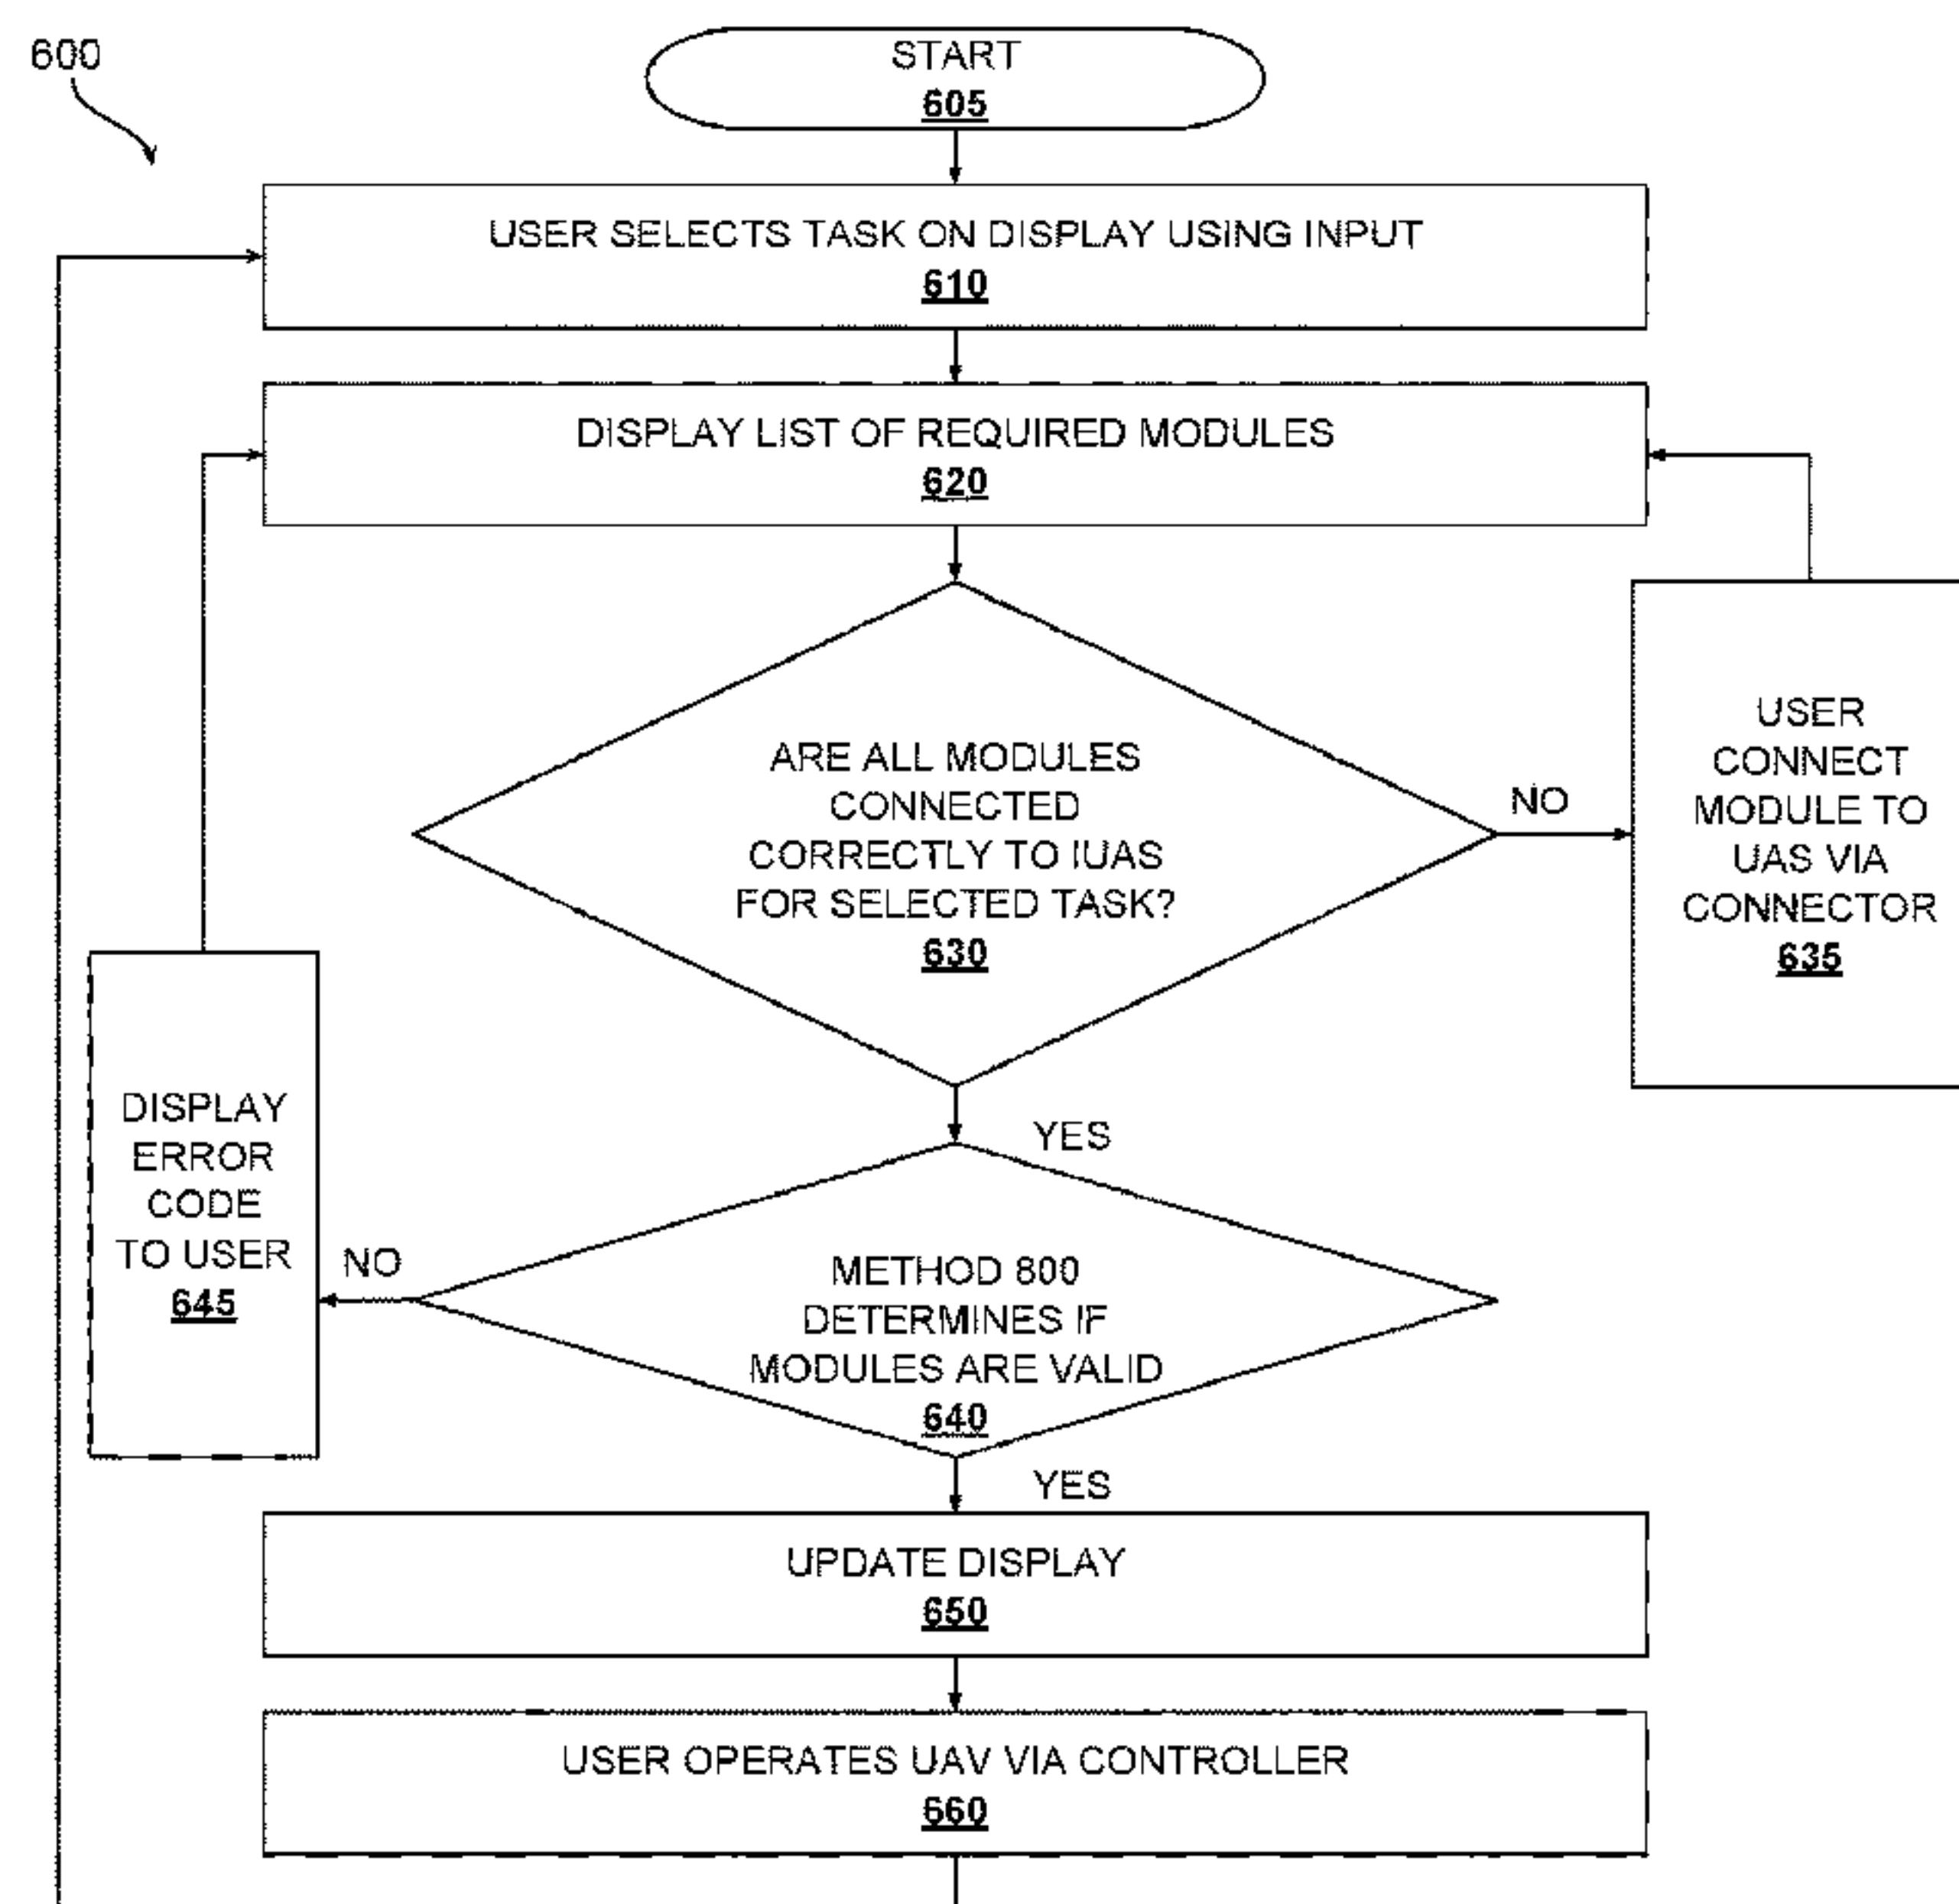 600
START
605
USER SELECTS TASK ON DISPLAY USING INPUT
610
DISPLAY LIST OF REQUIRED MODULES
620
ARE ALL MODULES
CONNECTED
CORRECTLY TO IUAS
FOR SELECTED TASK?
630
NO
USER
CONNECT
MODULE TO
UAS VIA
CONNECTOR
635
YES
METHOD 800
DETERMINES IF
MODULES ARE VALID
640
NO
DISPLAY
ERROR
CODE
TO USER
645
YES
UPDATE DISPLAY
650
USER OPERATES UAV VIA CONTROLLER
660